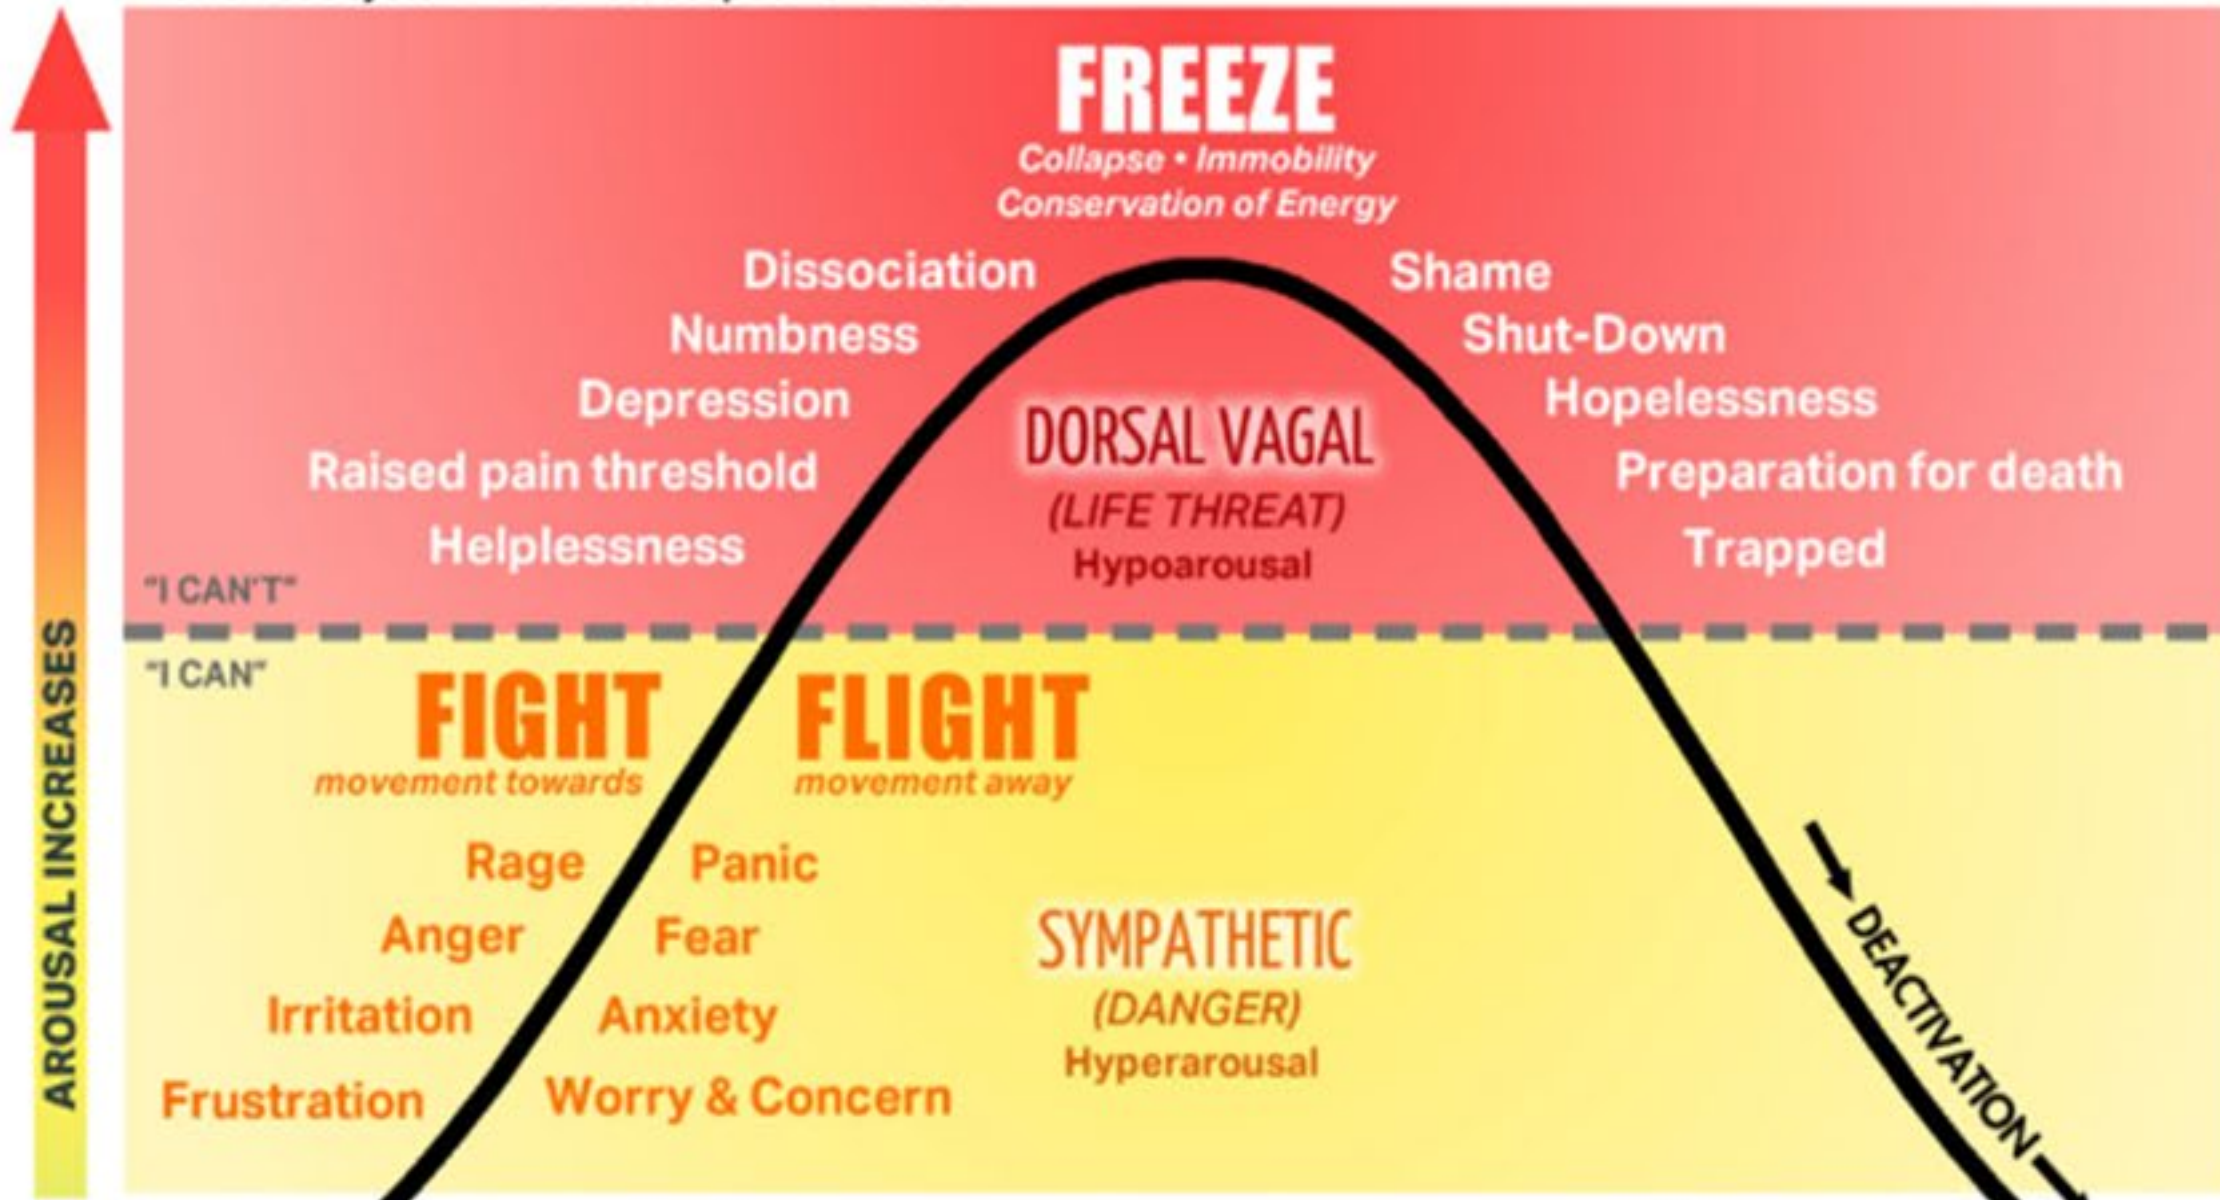 FREEZE
Collapse • Immobility
Conservation of Energy
Dissociation
Shame
Numbness
Shut-Down
Depression
Hopelessness
DORSAL VAGAL
Raised pain threshold
Preparation for death
(LIFE THREAT)
Helplessness
Trapped
Hypoarousal
"I CAN'T"
"I CAN"
FIGHT
FLIGHT
movement towards
movement away
Rage
Panic
Anger
Fear
SYMPATHETIC
(DANGER)
Irritation
Anxiety
Hyperarousal
Frustration
Worry & Concern
AROUSAL INCREASES
DEACTIVATION